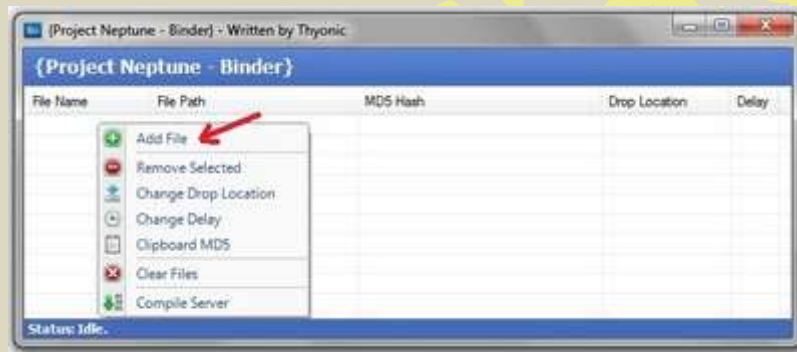 {Project Neptune - Binder} - Written by Thyonic
{Project Neptune - Binder}
File Name File Path MD5 Hash Drop Location Delay
Add File
Remove Selected
Change Drop Location
Change Delay
Clipboard MD5
Clear Files
Compile Server
Status: Idle.